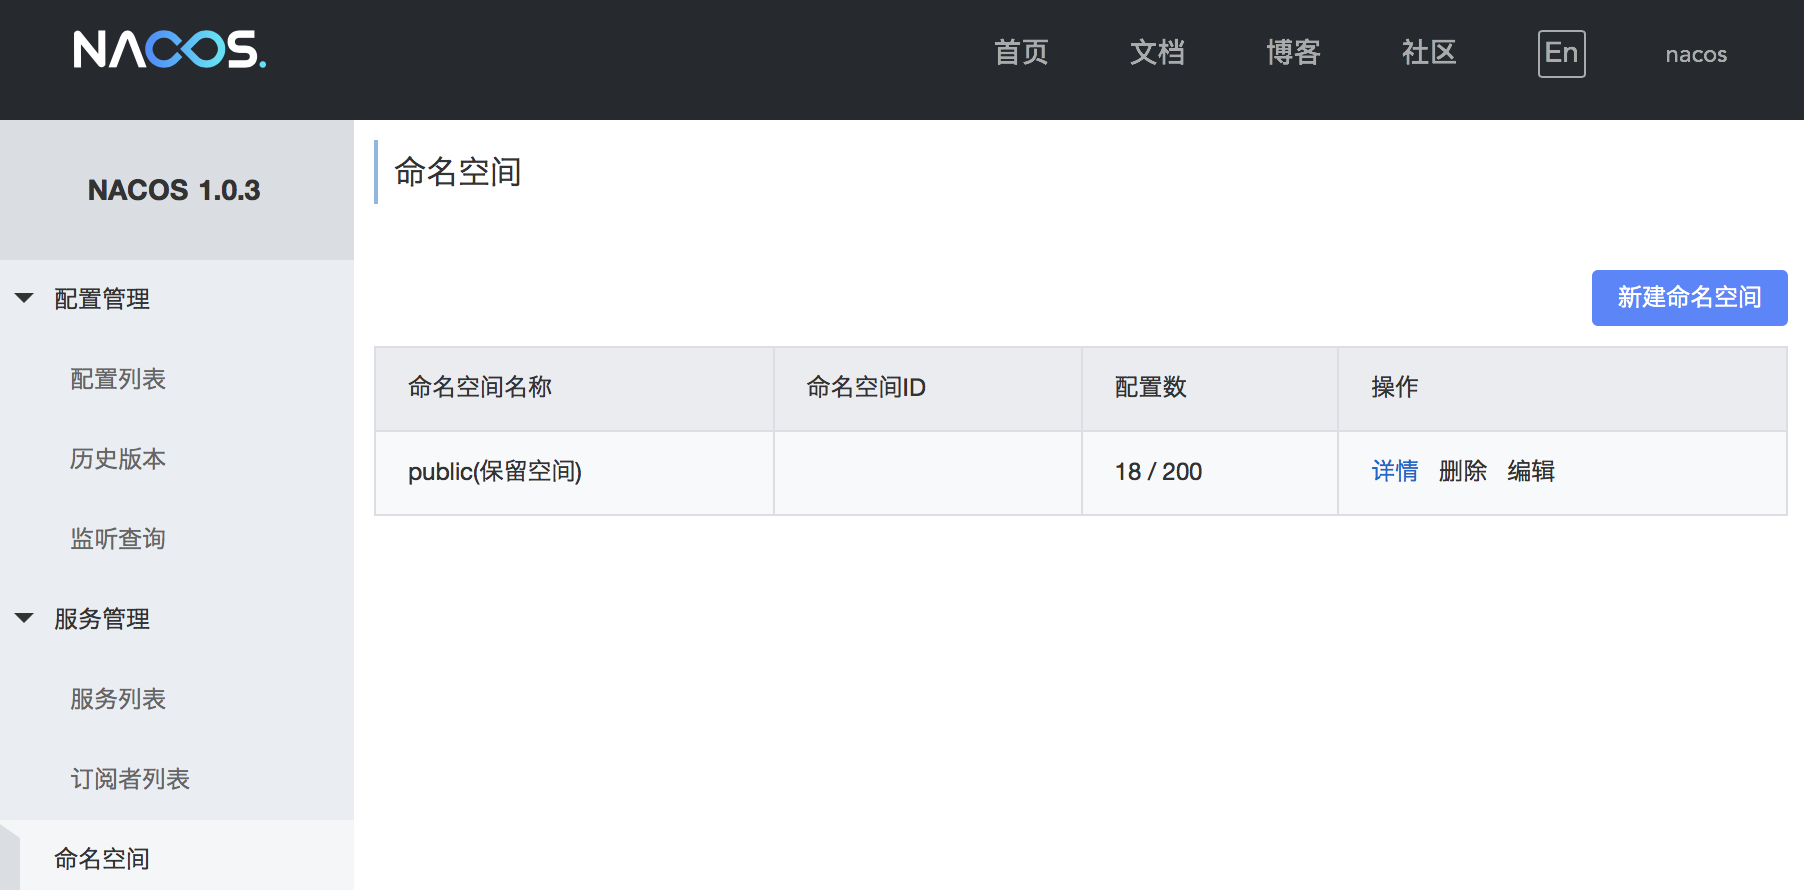 NACOS.
首页 文档 博客 社区 En nacos
NACOS 1.0.3
配置管理
配置列表
历史版本
监听查询
服务管理
服务列表
订阅者列表
命名空间
命名空间
新建命名空间
命名空间名称 命名空间ID 配置数 操作
public(保留空间) 18 / 200 详情 删除 编辑